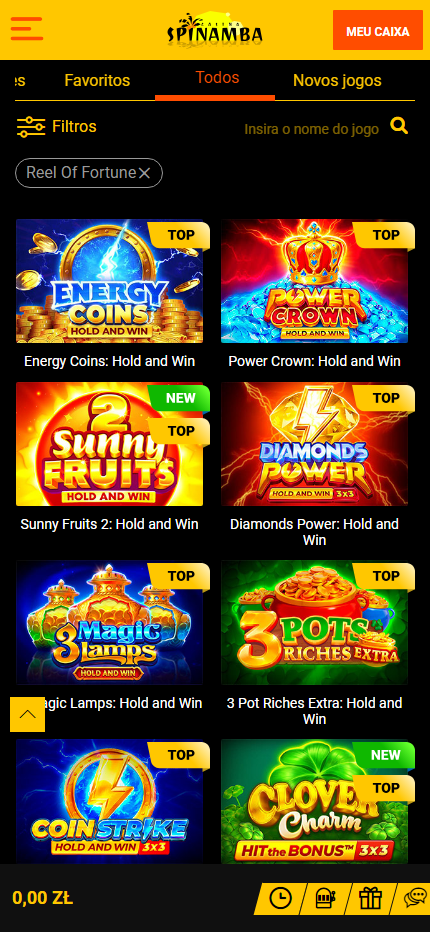 CASINO
SPINAMBA
MEU CAIXA
es
Favoritos
Todos
Novos jogos
Filtros
Insira o nome do jogo
Reel Of Fortune
TOP
ENERGY
COINS
HOLD AND WIN
Energy Coins: Hold and Win
TOP
POWER
CROWN
HOLD AND WIN
Power Crown: Hold and Win
NEW
TOP
2
Sunny
FRUITS
HOLD AND WIN
Sunny Fruits 2: Hold and Win
TOP
DIAMONDS
POWER
HOLD AND WIN 3X3
Diamonds Power: Hold and
Win
TOP
3 Magic
Lamps
HOLD AND WIN
agic Lamps: Hold and Win
TOP
3 POTS
RICHES EXTRA
3 Pot Riches Extra: Hold and
Win
TOP
COIN STRIKE
HOLD AND WIN 3X3
NEW
TOP
CLOVER
Charm
HIT the BONUS™ 3X3
0,00 ZŁ